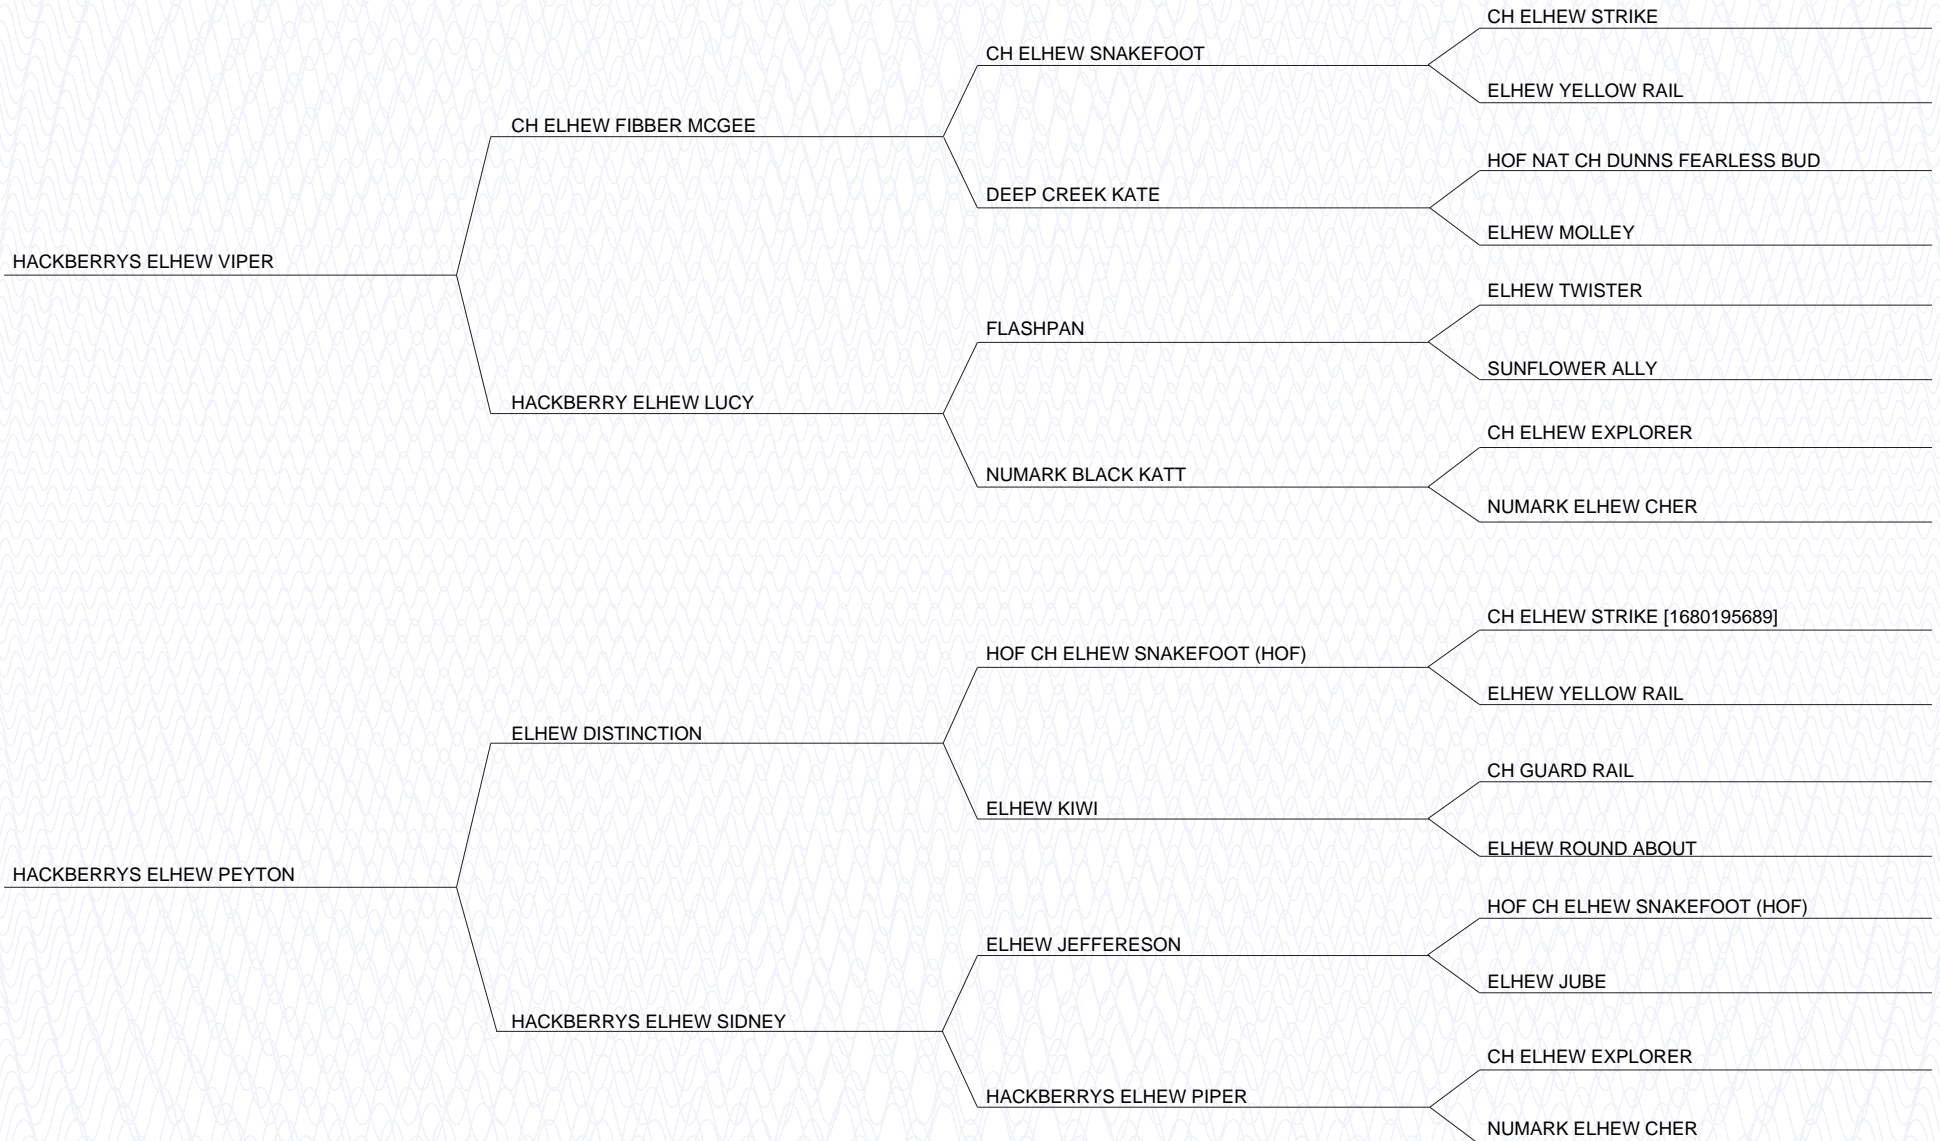 CH ELHEW STRIKE
CH ELHEW SNAKEFOOT
ELHEW YELLOW RAIL
CH ELHEW FIBBER MCGEE
HOF NAT CH DUNNS FEARLESS BUD
DEEP CREEK KATE
ELHEW MOLLEY
HACKBERRYS ELHEW VIPER
ELHEW TWISTER
FLASHPAN
SUNFLOWER ALLY
HACKBERRY ELHEW LUCY
CH ELHEW EXPLORER
NUMARK BLACK KATT
NUMARK ELHEW CHER
CH ELHEW STRIKE [1680195689]
HOF CH ELHEW SNAKEFOOT (HOF)
ELHEW YELLOW RAIL
ELHEW DISTINCTION
CH GUARD RAIL
ELHEW KIWI
ELHEW ROUND ABOUT
HACKBERRYS ELHEW PEYTON
HOF CH ELHEW SNAKEFOOT (HOF)
ELHEW JEFFERESON
ELHEW JUBE
HACKBERRYS ELHEW SIDNEY
CH ELHEW EXPLORER
HACKBERRYS ELHEW PIPER
NUMARK ELHEW CHER